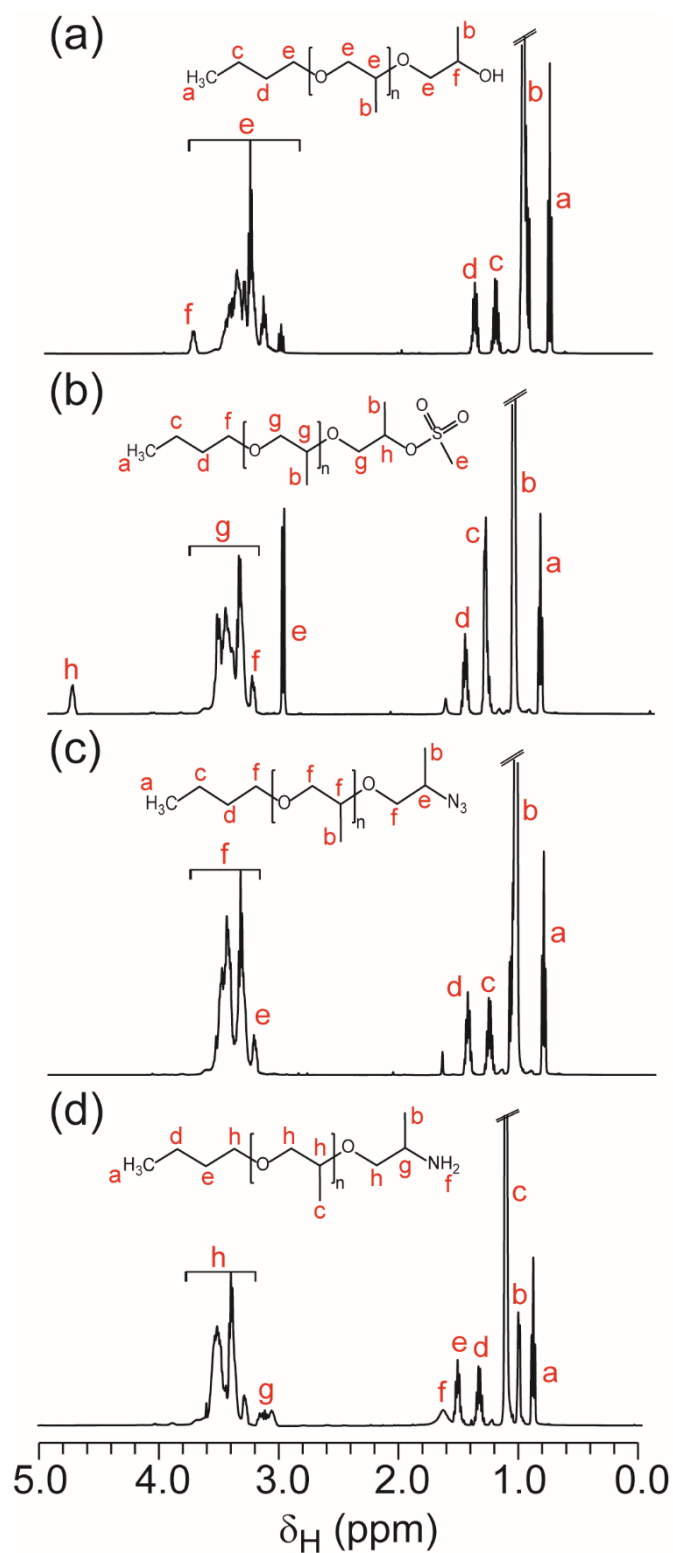 (a)
b
c e e e O
H₃C O n O f OH
a d b e
e
b
a
d c
f
(b)
b O O
c f g g O S
H₃C O n h O
a d b g e
b
g
c
a
e
d
f
h
(c)
b
c f f f O
H₃C O n e N₃
a d b f
b
f
a
d c
e
(d)
b
d h h h O
H₃C O n g NH₂
a e c h f
c
h
b
e d a
g f
5.0 4.0 3.0 2.0 1.0 0.0
δH (ppm)